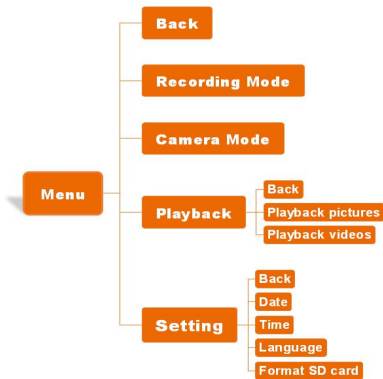 Back
Recording Mode
Camera Mode
Menu
Playback
Back
Playback pictures
Playback videos
Setting
Back
Date
Time
Language
Format SD card